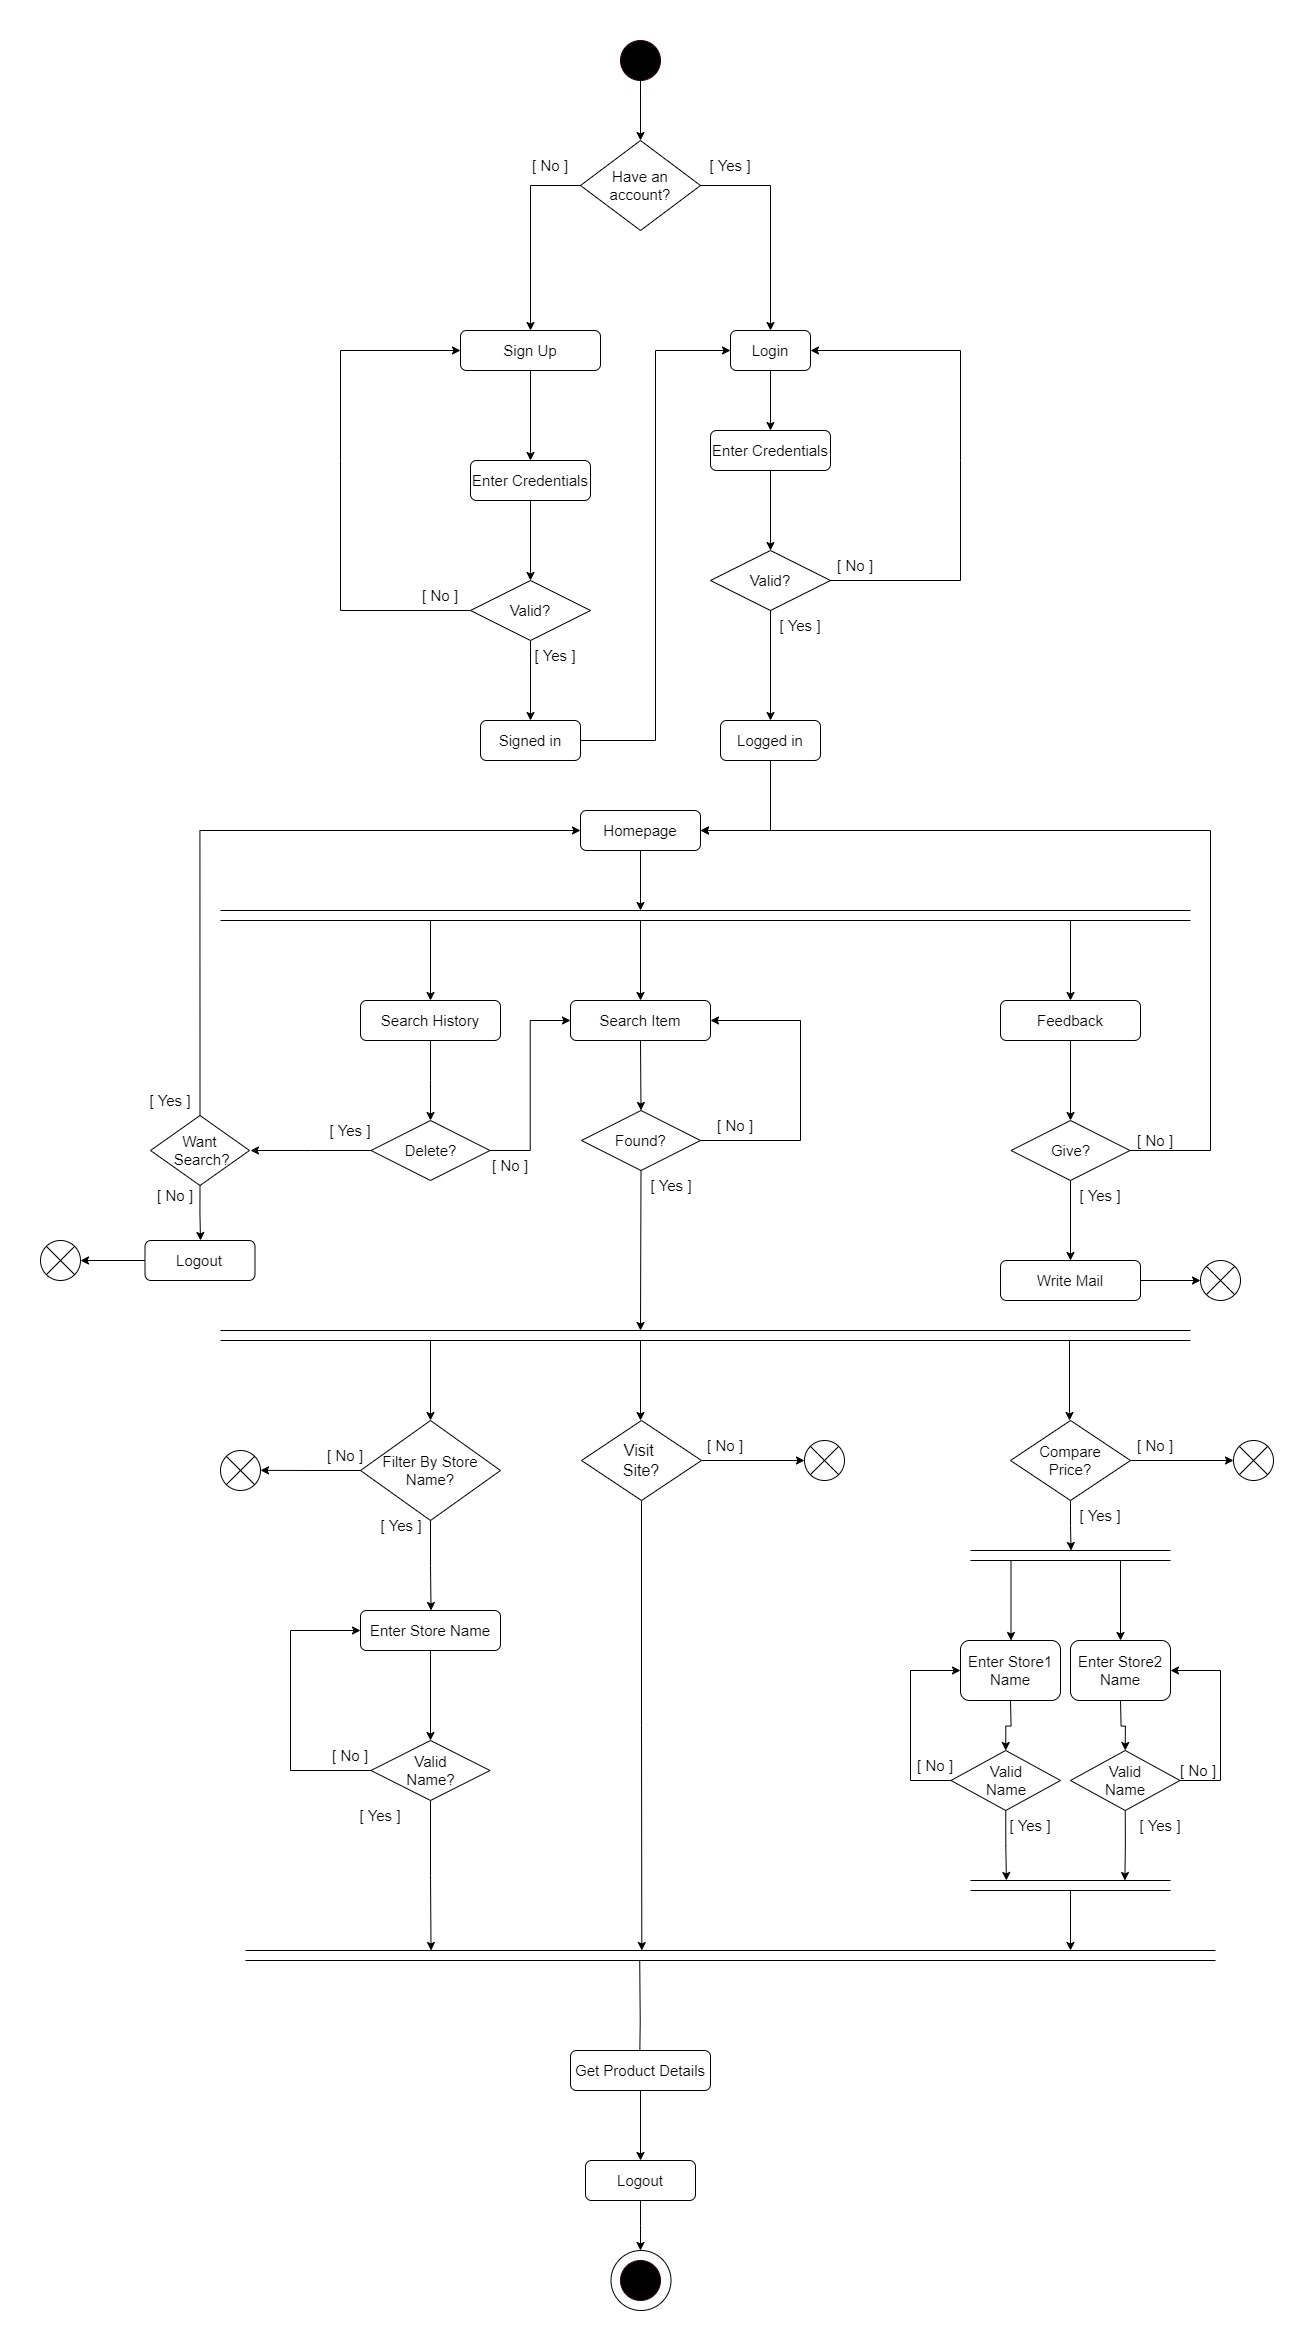 [ No ]
[ Yes ]
Have an
account?
Sign Up
Login
Enter Credentials
Enter Credentials
[ No ]
Valid?
[ No ]
Valid?
[ Yes ]
[ Yes ]
Signed in
Logged in
Homepage
Search History
Search Item
Feedback
[ Yes ]
Want
Search?
[ Yes ]
Delete?
[ No ]
Found?
[ No ]
Give?
[ No ]
[ No ]
[ Yes ]
[ Yes ]
Logout
Write Mail
[ No ]
Filter By Store
Name?
Visit
Site?
[ No ]
Compare
Price?
[ No ]
[ Yes ]
[ Yes ]
Enter Store Name
Enter Store1
Name
Enter Store2
Name
[ No ]
Valid
Name?
[ No ]
Valid
Name
Valid
Name
[ No ]
[ Yes ]
[ Yes ]
[ Yes ]
Get Product Details
Logout